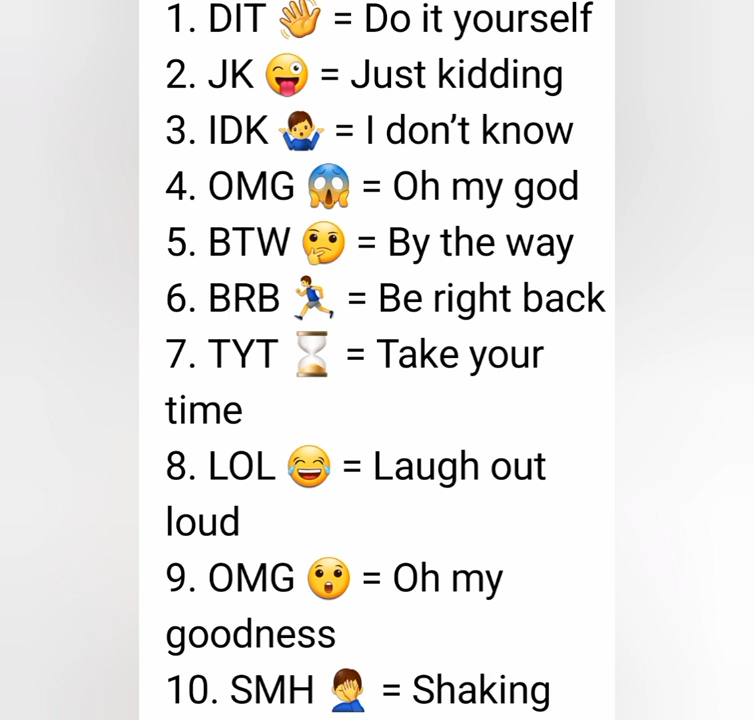 1. DIT 👋 = Do it yourself
2. JK 😜 = Just kidding
3. IDK 🤷‍♂️ = I don’t know
4. OMG 😱 = Oh my god
5. BTW 🤔 = By the way
6. BRB 🏃‍♂️ = Be right back
7. TYT ⏳ = Take your
time
8. LOL 😂 = Laugh out
loud
9. OMG 😯 = Oh my
goodness
10. SMH 🤦‍♂️ = Shaking